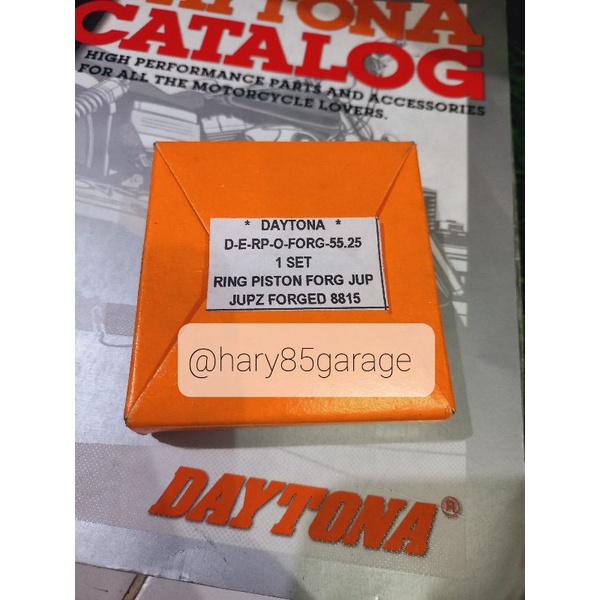 DAYTONA
CATALOG
HIGH PERFORMANCE PARTS AND ACCESSORIES
FOR ALL THE MOTORCYCLE LOVERS.
* DAYTONA *
D-E-RP-O-FORG-55.25
1 SET
RING PISTON FORG JUP
JUPZ FORGED 8815
@hary85garage
DAYTONA®